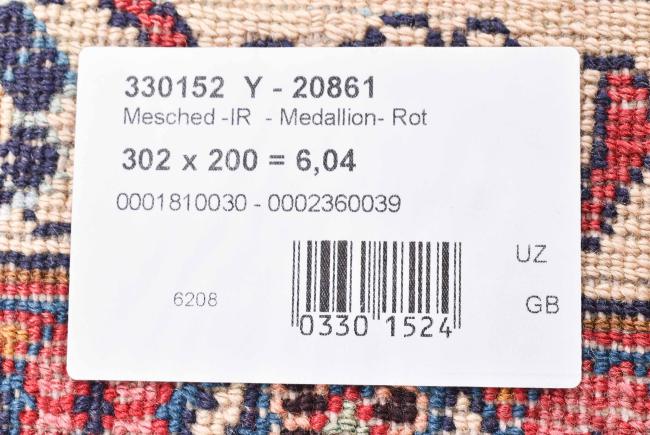 330152 Y - 20861
Mesched -IR - Medallion- Rot
302 x 200 = 6,04
0001810030 - 0002360039
UZ
6208
GB
0330 1524